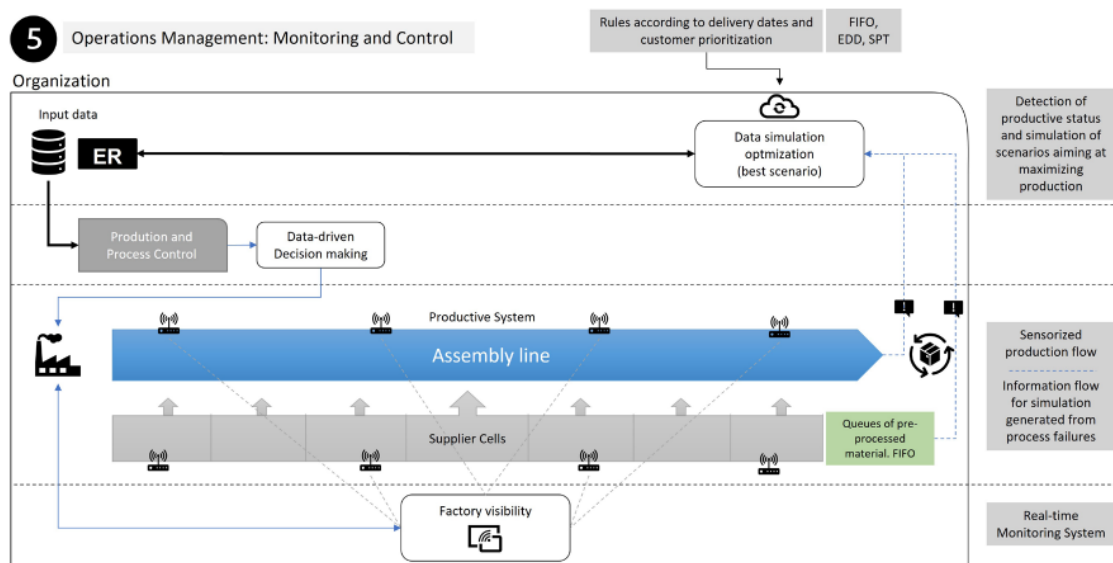 5
Operations Management: Monitoring and Control
Rules according to delivery dates and
customer prioritization
FIFO,
EDD, SPT
Organization
Input data
ER
Data simulation
optmization
(best scenario)
Detection of
productive status
and simulation of
scenarios aiming at
maximizing
production
Prodution and
Process Control
Data-driven
Decision making
Productive System
Assembly line
Sensorized
production flow
Information flow
for simulation
generated from
process failures
Supplier Cells
Queues of pre-
processed
material. FIFO
Factory visibility
Real-time
Monitoring System